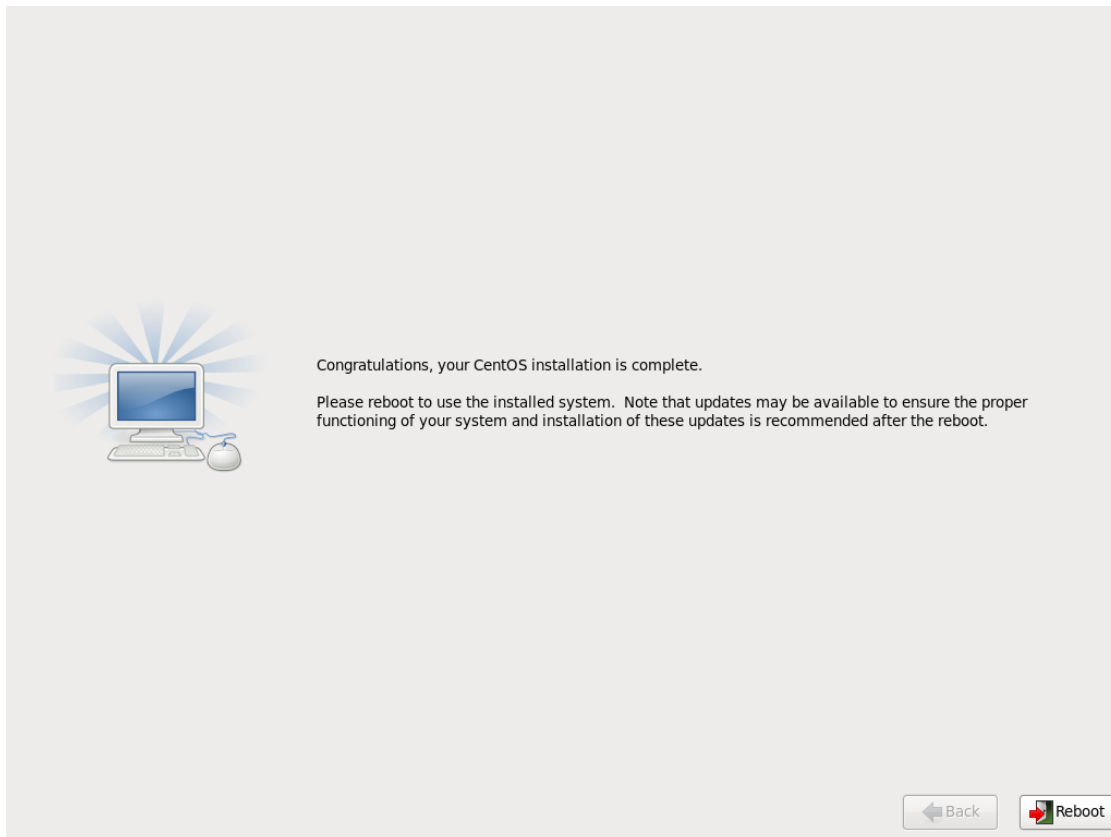 Congratulations, your CentOS installation is complete.
Please reboot to use the installed system.  Note that updates may be available to ensure the proper
functioning of your system and installation of these updates is recommended after the reboot.
Back
Reboot